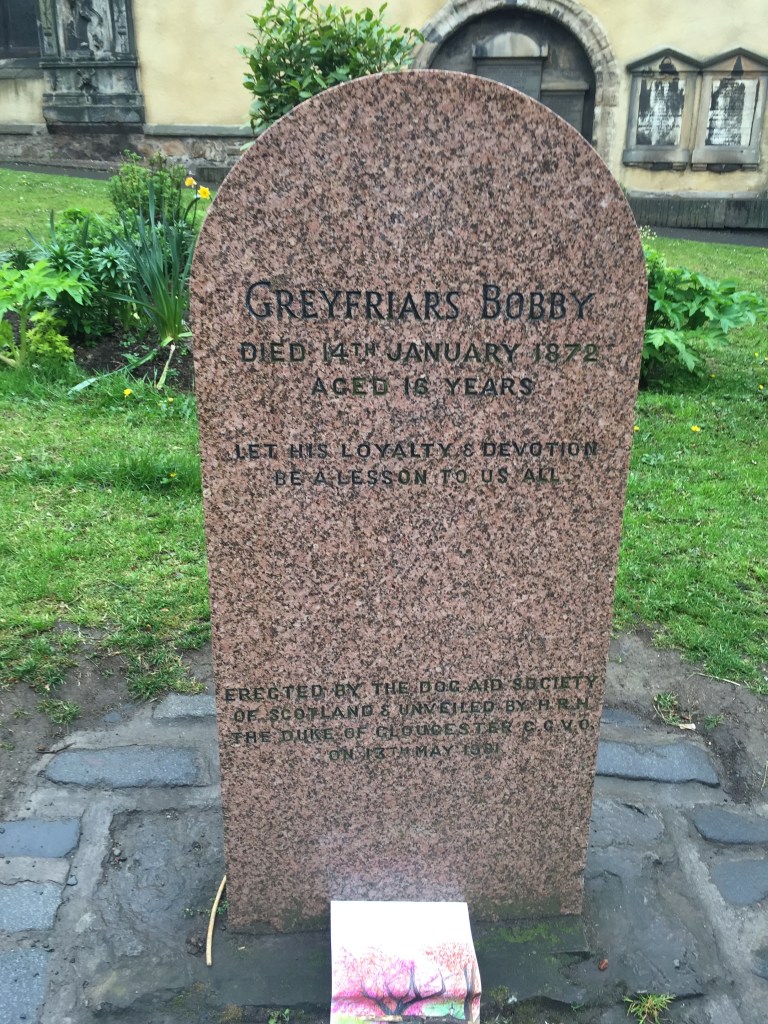 GREYFRIARS BOBBY
DIED 14TH JANUARY 1872
AGED 16 YEARS
LET HIS LOYALTY & DEVOTION
BE A LESSON TO US ALL
ERECTED BY THE DOG AID SOCIETY
OF SCOTLAND & UNVEILED BY H.R.H.
THE DUKE OF GLOUCESTER G.C.V.O.
ON 13TH MAY 1981